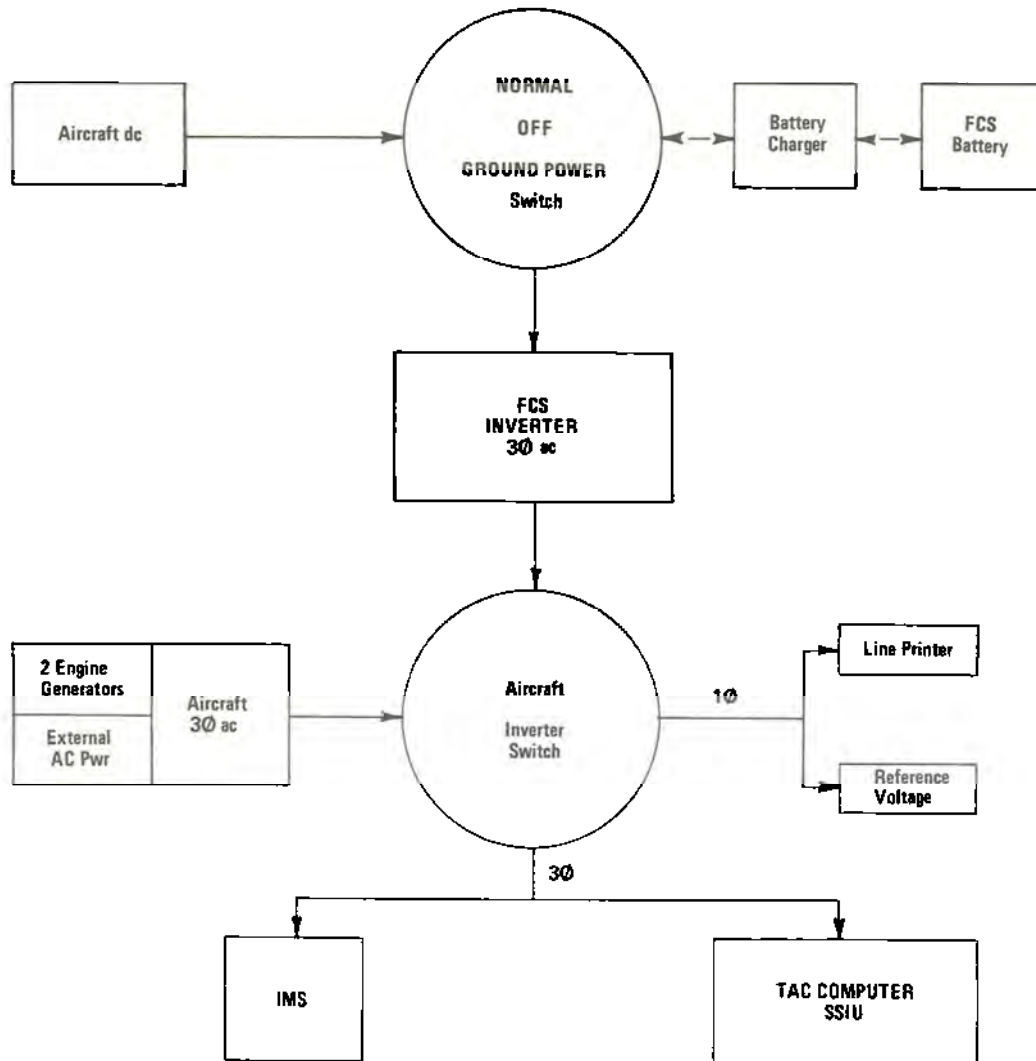 Aircraft dc
NORMAL
OFF
GROUND POWER
Switch
Battery
Charger
FCS
Battery
FCS
INVERTER
3Ø ac
2 Engine
Generators
External
AC Pwr
Aircraft
3Ø ac
Aircraft
Inverter
Switch
1Ø
Line Printer
Reference
Voltage
3Ø
IMS
TAC COMPUTER
SSIU